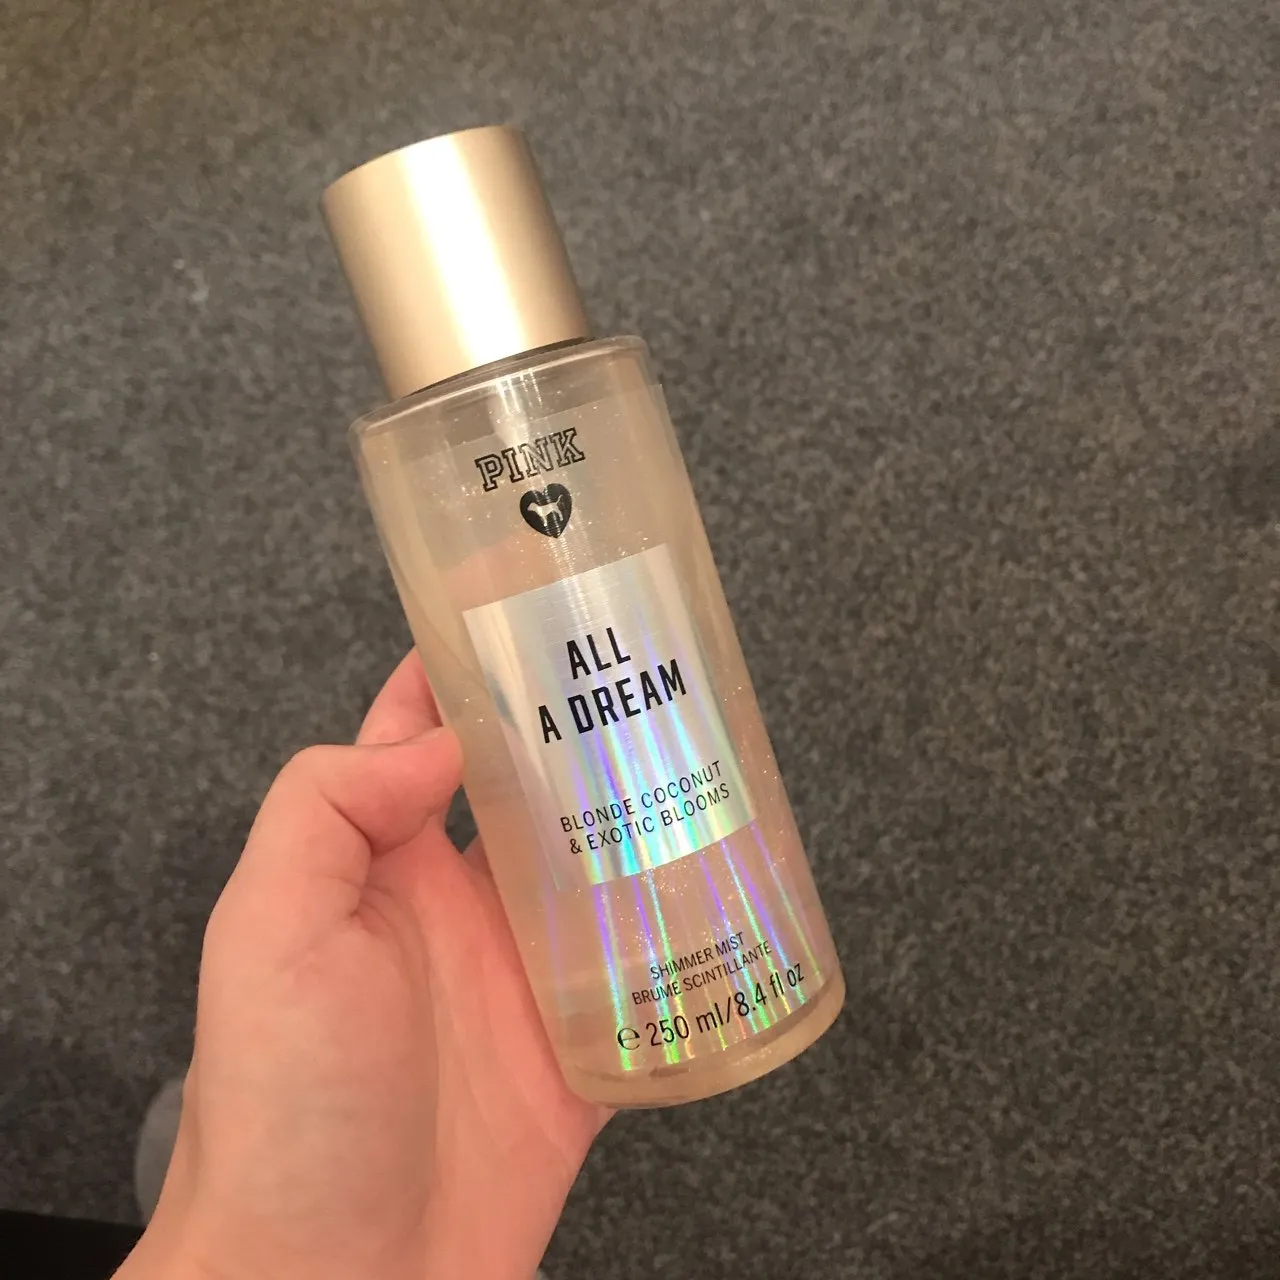 PINK
ALL
A DREAM
BLONDE COCONUT
& EXOTIC BLOOMS
SHIMMER MIST
BRUME SCINTILLANTE
℮ 250 ml/8.4 fl oz